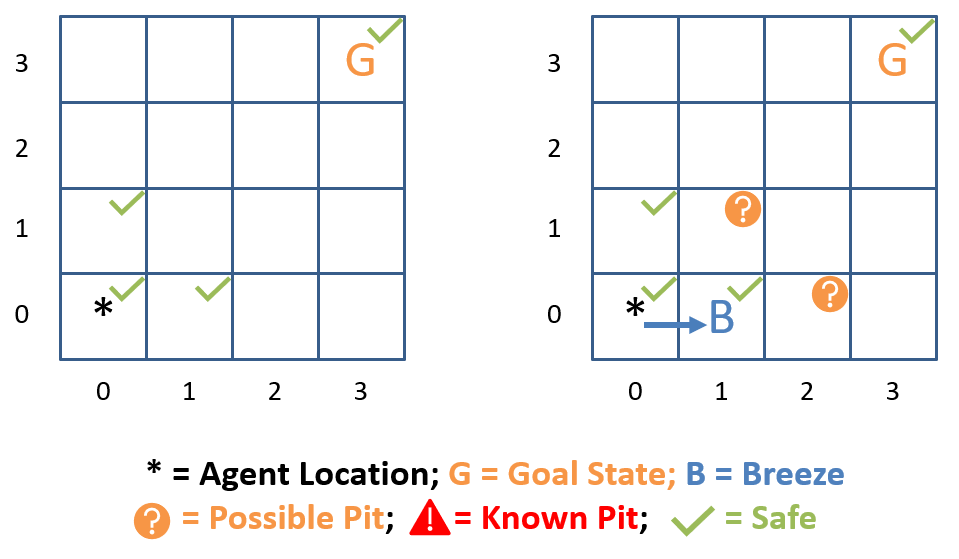 3 G
2
1
0 *
0 1 2 3
3 G
2
1 ?
0 * B ?
0 1 2 3
* = Agent Location; G = Goal State; B = Breeze
? = Possible Pit; ! = Known Pit; ✓ = Safe